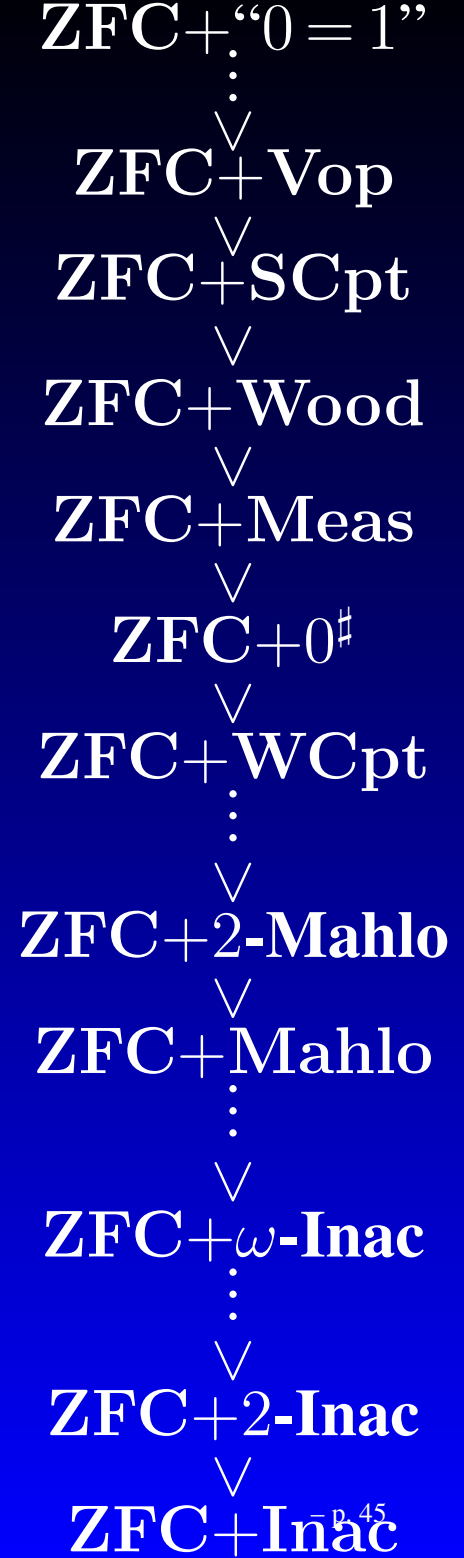 ZFC+“0 = 1”
⋮
∨
ZFC+Vop
∨
ZFC+SCpt
∨
ZFC+Wood
∨
ZFC+Meas
∨
ZFC+0♯
∨
ZFC+WCpt
⋮
∨
ZFC+2-Mahlo
∨
ZFC+Mahlo
⋮
∨
ZFC+ω-Inac
⋮
∨
ZFC+2-Inac
∨
ZFC+Inac
– p. 45